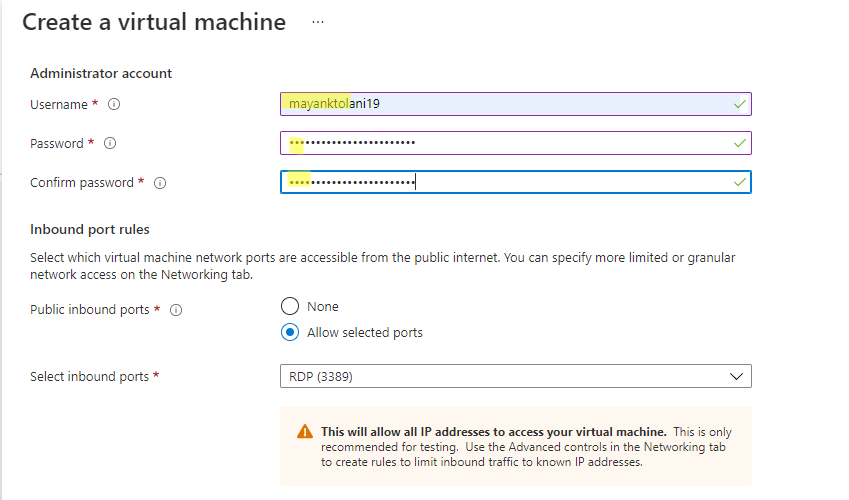 Create a virtual machine ...
Administrator account
Username *
mayanktolani19
Password *
••••••••••••••••••••••••
Confirm password *
••••••••••••••••••••••••
Inbound port rules
Select which virtual machine network ports are accessible from the public internet. You can specify more limited or granular
network access on the Networking tab.
Public inbound ports *
None
Allow selected ports
Select inbound ports *
RDP (3389)
This will allow all IP addresses to access your virtual machine. This is only
recommended for testing. Use the Advanced controls in the Networking tab
to create rules to limit inbound traffic to known IP addresses.